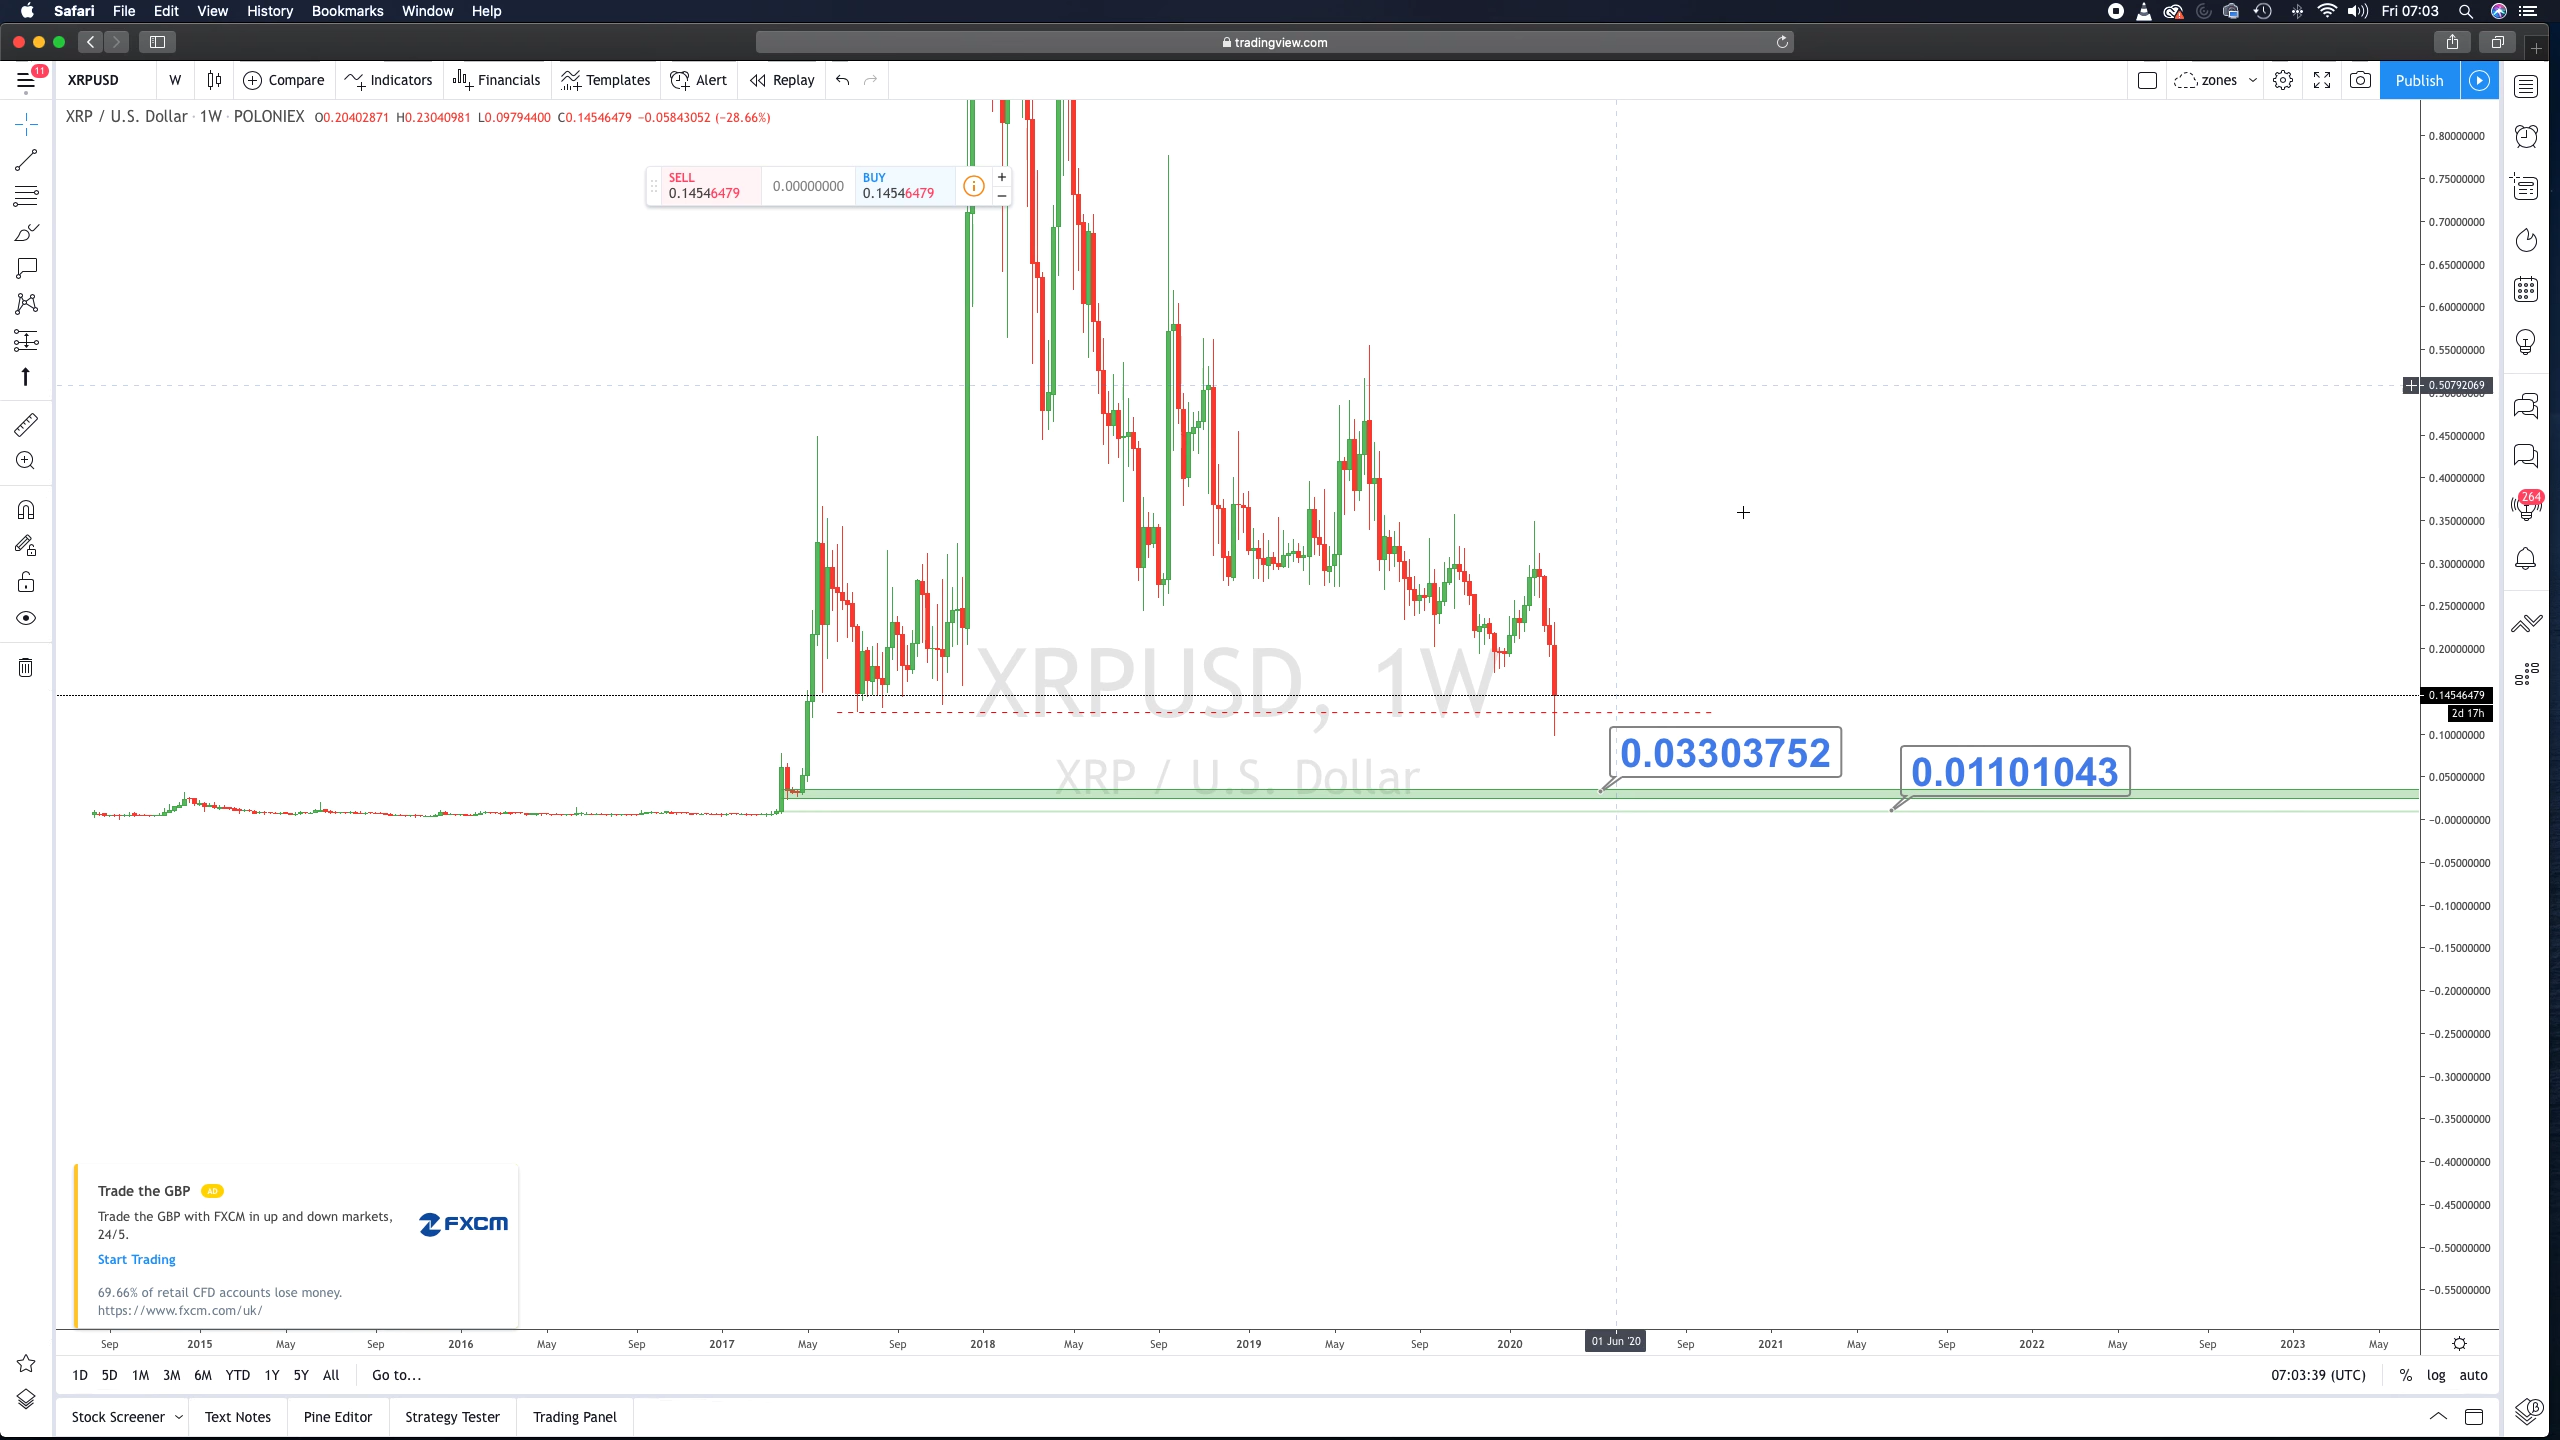 Safari File Edit View History Bookmarks Window Help
Fri 07:03
tradingview.com
11
XRPUSD W Compare Indicators Financials Templates Alert Replay
zones
Publish
XRP / U.S. Dollar · 1W · POLONIEX O0.20402871 H0.23040981 L0.09794400 C0.14546479 −0.05843052 (−28.66%)
SELL
0.14546479
0.00000000
BUY
0.14546479
0.80000000
0.75000000
0.70000000
0.65000000
0.60000000
0.55000000
0.50792069
0.45000000
0.40000000
0.35000000
0.30000000
0.25000000
0.20000000
0.14546479
2d 17h
0.10000000
0.05000000
−0.00000000
−0.05000000
−0.10000000
−0.15000000
−0.20000000
−0.25000000
−0.30000000
−0.35000000
−0.40000000
−0.45000000
−0.50000000
−0.55000000
264
XRPUSD, 1W
XRP / U.S. Dollar
0.03303752
0.01101043
Trade the GBP AD
Trade the GBP with FXCM in up and down markets,
24/5.
FXCM
Start Trading
69.66% of retail CFD accounts lose money.
https://www.fxcm.com/uk/
Sep 2015 May Sep 2016 May Sep 2017 May Sep 2018 May Sep 2019 May Sep 2020 01 Jun '20 Sep 2021 May Sep 2022 May Sep 2023 May
1D 5D 1M 3M 6M YTD 1Y 5Y All Go to...
07:03:39 (UTC) % log auto
Stock Screener Text Notes Pine Editor Strategy Tester Trading Panel